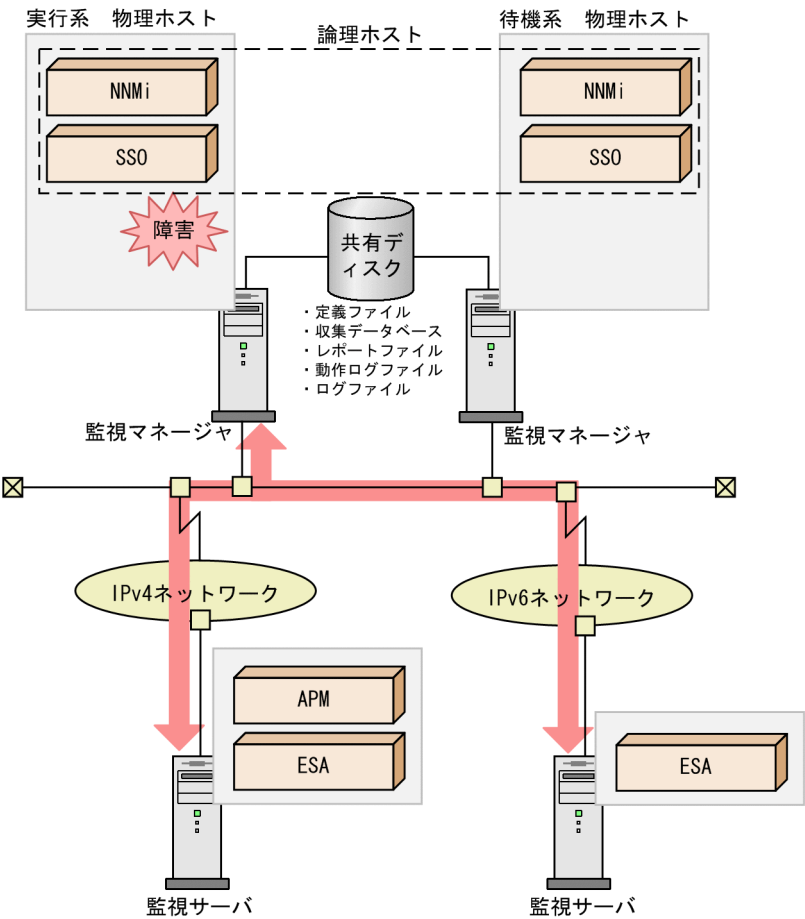 実行系　物理ホスト
待機系　物理ホスト
論理ホスト
NNMi
SSO
NNMi
SSO
障害
共有デ
ィスク
・定義ファイル
・収集データベース
・レポートファイル
・動作ログファイル
・ログファイル
監視マネージャ
監視マネージャ
IPv4ネットワーク
IPv6ネットワーク
APM
ESA
ESA
監視サーバ
監視サーバ